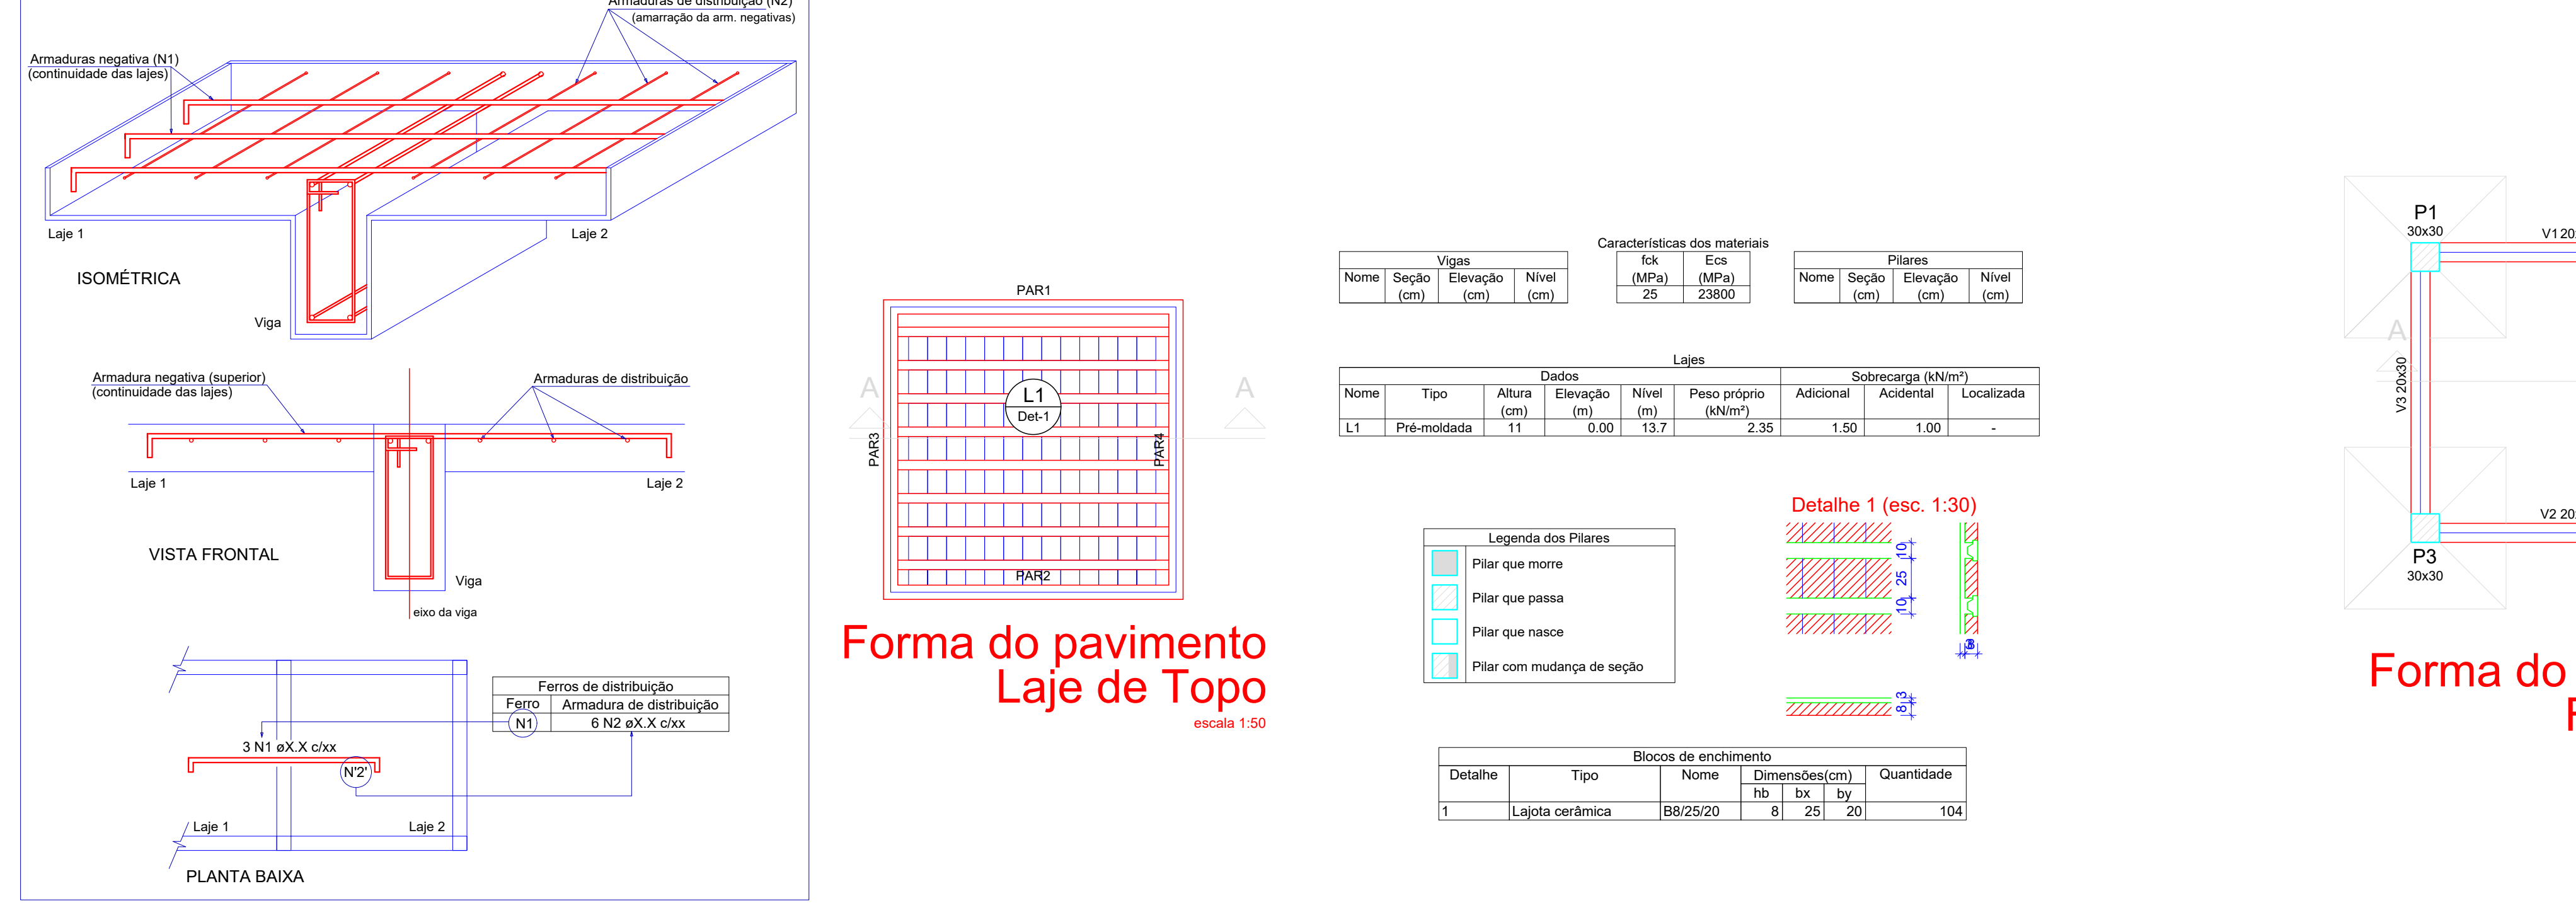 Armaduras de distribuição (N2)
(amarração da arm. negativas)
Armaduras negativa (N1)
(continuidade das lajes)
Laje 1
Laje 2
ISOMÉTRICA
Viga
Armadura negativa (superior)
(continuidade das lajes)
Armaduras de distribuição
Laje 1
Laje 2
VISTA FRONTAL
Viga
eixo da viga
Ferros de distribuição
Ferro Armadura de distribuição
N1 6 N2 øX.X c/xx
3 N1 øX.X c/xx
N'2'
Laje 1
Laje 2
PLANTA BAIXA
PAR1
A
A
L1
Det-1
PAR3
PAR4
PAR2
Forma do pavimento
Laje de Topo
escala 1:50
Vigas
Nome Seção Elevação Nível
(cm) (cm) (cm)
Características dos materiais
fck Ecs
(MPa) (MPa)
25 23800
Pilares
Nome Seção Elevação Nível
(cm) (cm) (cm)
Lajes
Dados Sobrecarga (kN/m²)
Nome Tipo Altura Elevação Nível Peso próprio Adicional Acidental Localizada
(cm) (m) (m) (kN/m²)
L1 Pré-moldada 11 0.00 13.7 2.35 1.50 1.00 -
Legenda dos Pilares
Pilar que morre
Pilar que passa
Pilar que nasce
Pilar com mudança de seção
Detalhe 1 (esc. 1:30)
10
25
10
3
8
Blocos de enchimento
Detalhe Tipo Nome Dimensões(cm) Quantidade
hb bx by
1 Lajota cerâmica B8/25/20 8 25 20 104
P1
30x30
V1 20
A
V3 20x30
V2 20
P3
30x30
Forma do